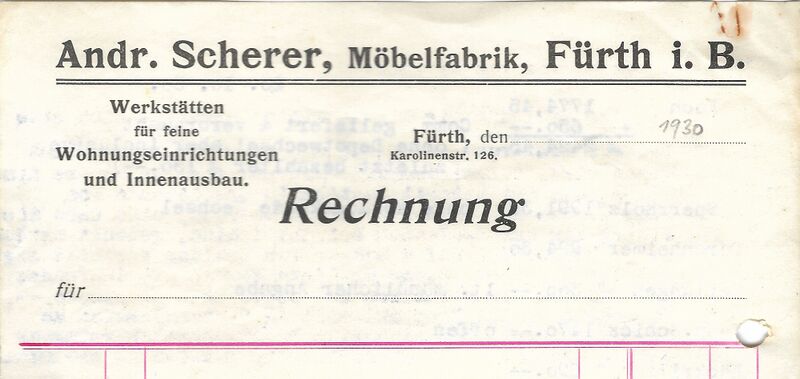 Andr. Scherer, Möbelfabrik, Fürth i. B.
Werkstätten
für feine
Wohnungseinrichtungen
und Innenausbau.
Fürth, den 1930
Karolinenstr. 126.
Rechnung
für